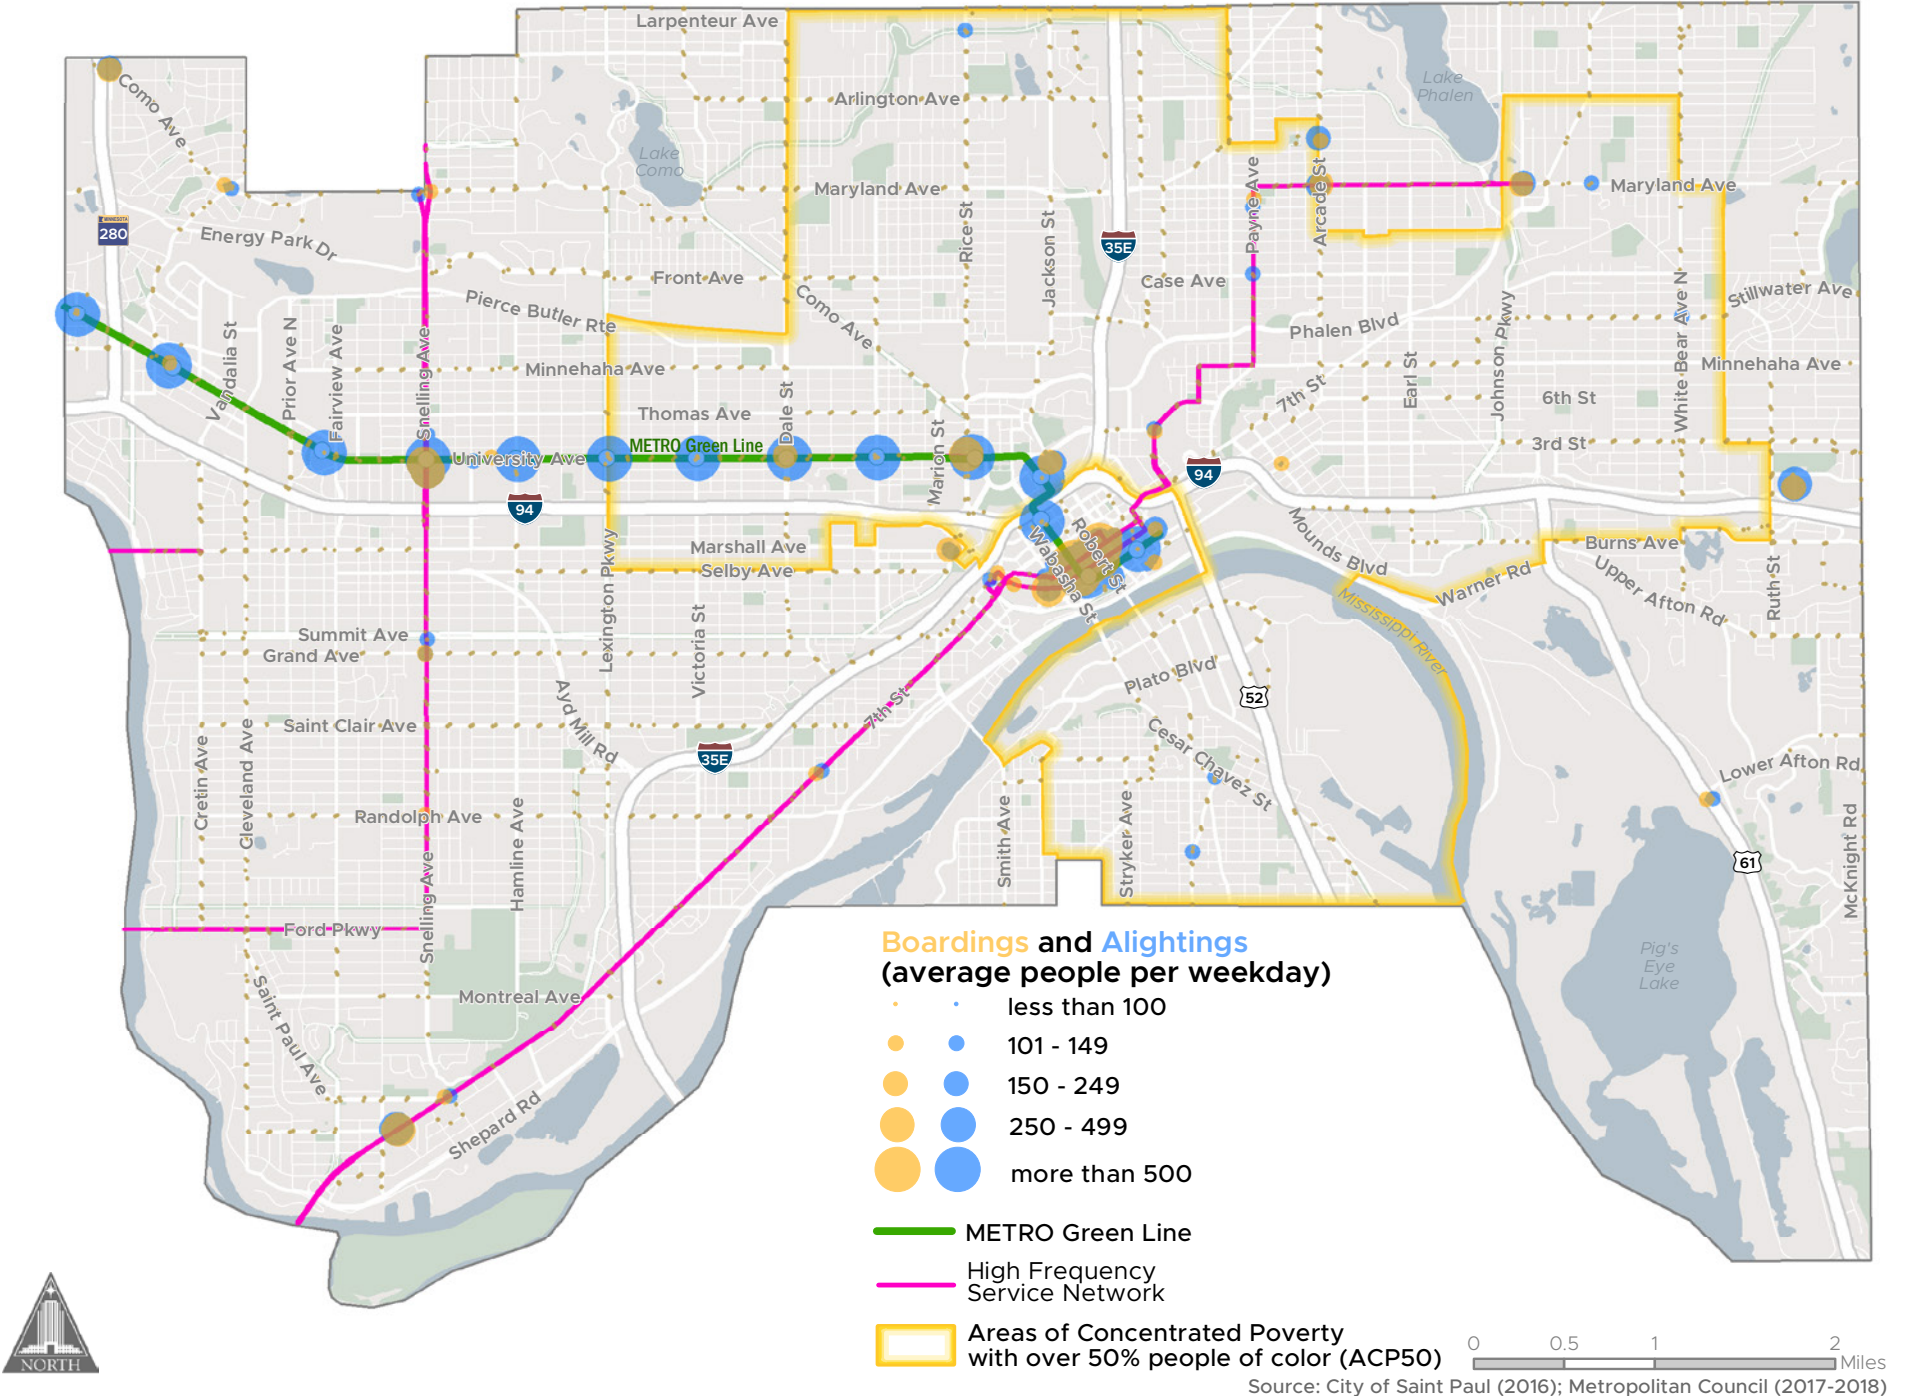 Larpenteur Ave
Como Ave
Lake
Phalen
Arlington Ave
Lake
Como
Maryland Ave
Maryland Ave
MINNESOTA
280
Energy Park Dr
Rice St
Jackson St
35E
Payne Ave
Arcade St
Front Ave
Case Ave
Pierce Butler Rte
Como Ave
Stillwater Ave
Phalen Blvd
Vandalia St
Prior Ave N
Fairview Ave
Snelling Ave
Minnehaha Ave
Earl St
Johnson Pkwy
White Bear Ave N
Minnehaha Ave
7th St
6th St
Thomas Ave
Dale St
METRO Green Line
University Ave
Marion St
3rd St
94
94
Marshall Ave
Selby Ave
Lexington Pkwy
Wabasha St
Robert St
Mounds Blvd
Burns Ave
Warner Rd
Upper Afton Rd
Ruth St
Mississippi River
Summit Ave
Grand Ave
Victoria St
Ayd Mill Rd
Plato Blvd
52
7th St
Saint Clair Ave
Cesar Chavez St
Cretin Ave
Cleveland Ave
35E
Lower Afton Rd
Randolph Ave
Hamline Ave
Smith Ave
Stryker Ave
McKnight Rd
61
Snelling Ave
Ford Pkwy
Pig's
Eye
Lake
Saint Paul Ave
Montreal Ave
Shepard Rd
Boardings and Alightings
(average people per weekday)
less than 100
101 - 149
150 - 249
250 - 499
more than 500
METRO Green Line
High Frequency
Service Network
Areas of Concentrated Poverty
with over 50% people of color (ACP50)
0 0.5 1 2
Miles
NORTH
Source: City of Saint Paul (2016); Metropolitan Council (2017-2018)